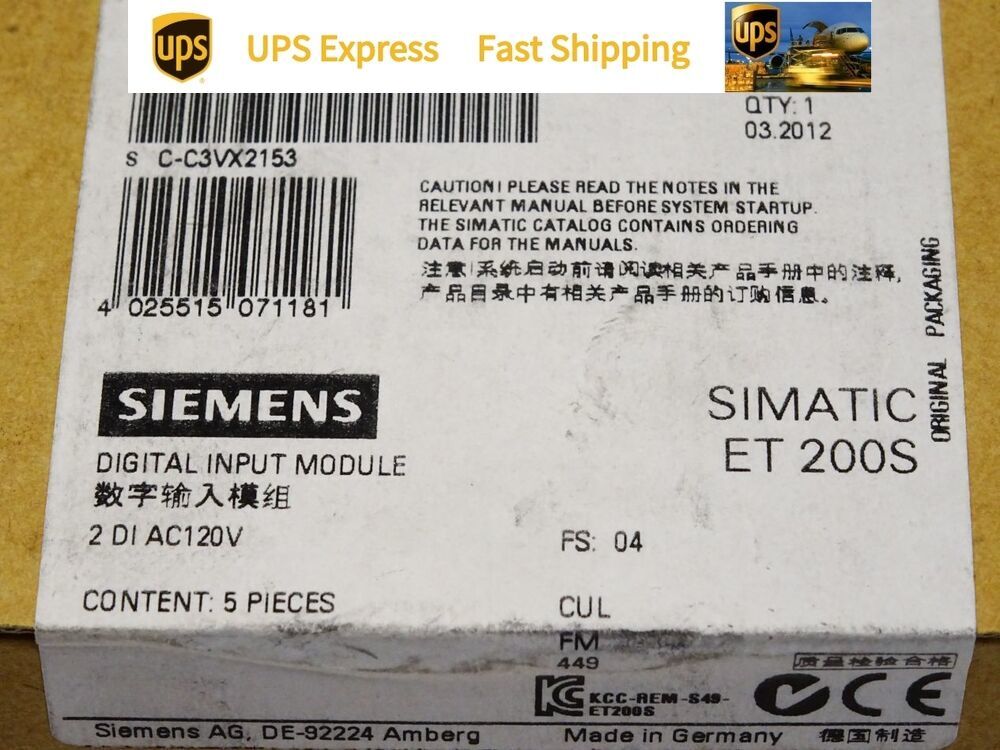 ups UPS Express Fast Shipping ups
QTY: 1
03.2012
S C-C3VX2153
4 025515 071181
CAUTION! PLEASE READ THE NOTES IN THE
RELEVANT MANUAL BEFORE SYSTEM STARTUP.
THE SIMATIC CATALOG CONTAINS ORDERING
DATA FOR THE MANUALS.
注意!系统启动前请阅读相关产品手册中的注释,
产品目录中有相关产品手册的订购信息。
ORIGINAL PACKAGING
SIEMENS
SIMATIC
ET 200S
DIGITAL INPUT MODULE
数字输入模组
2 DI AC120V
FS: 04
CONTENT: 5 PIECES
CUL
FM
449
质量检验合格
KCC-REM-S49-
ET200S
CE
Siemens AG, DE-92224 Amberg
Made in Germany 德国制造